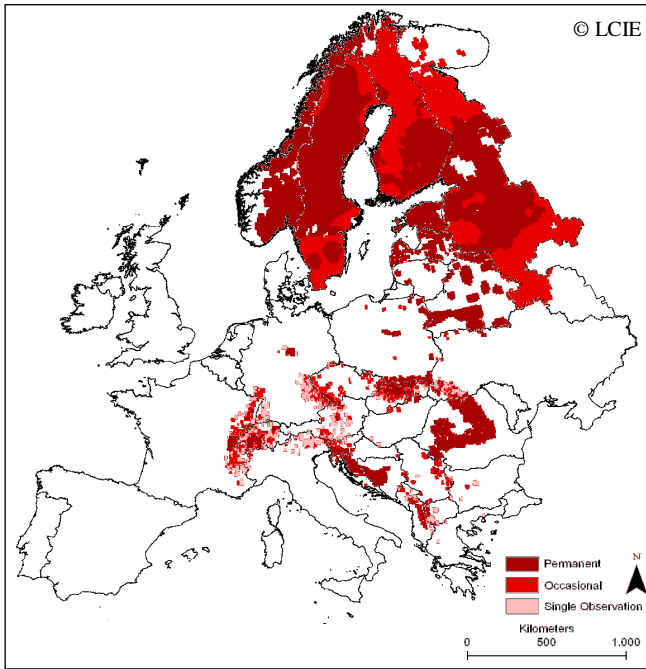 © LCIE
Permanent
N
Occasional
Single Observation
Kilometers
0 500 1.000